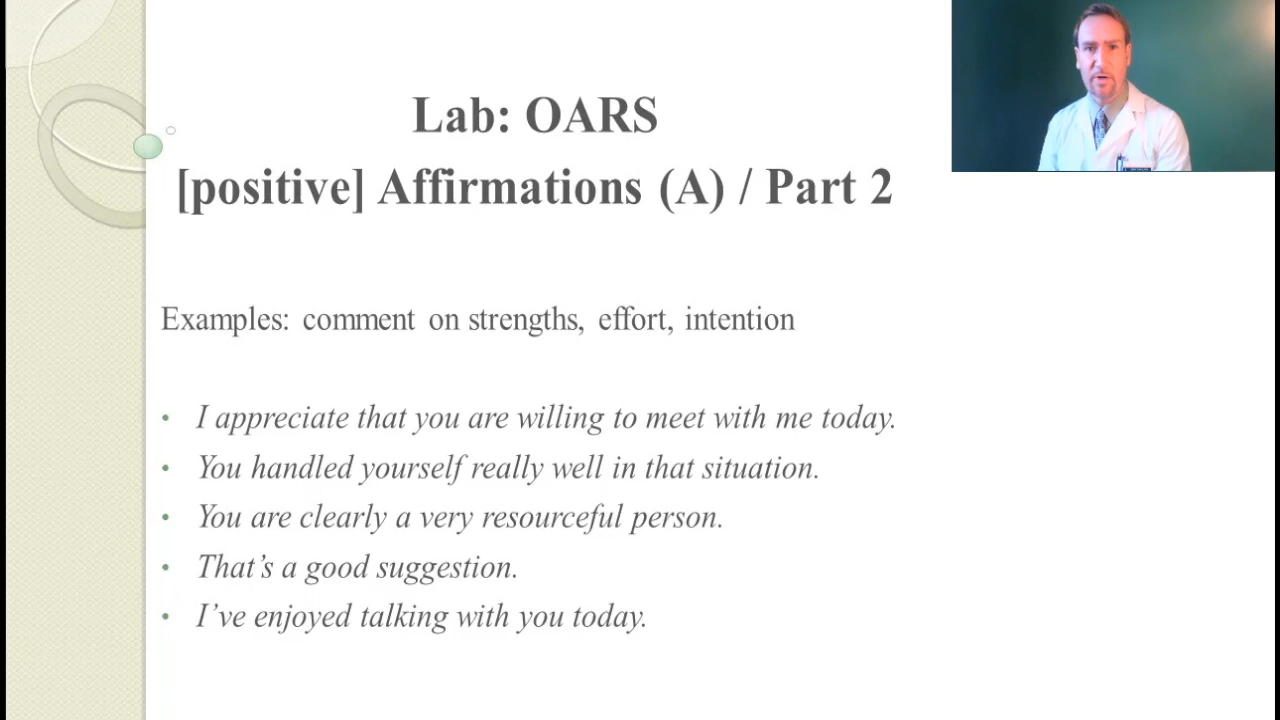 Lab: OARS
[positive] Affirmations (A) / Part 2
Examples: comment on strengths, effort, intention
• I appreciate that you are willing to meet with me today.
• You handled yourself really well in that situation.
• You are clearly a very resourceful person.
• That’s a good suggestion.
• I’ve enjoyed talking with you today.